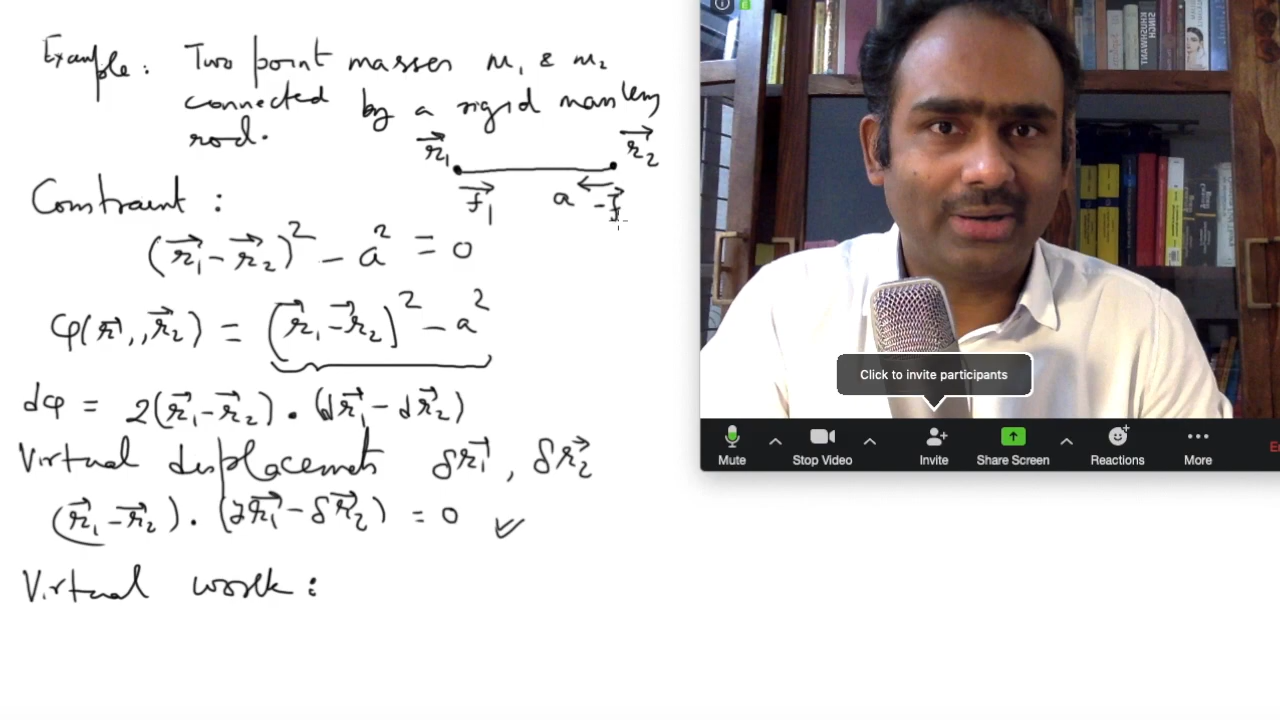 Example: Two point masses m₁ & m₂
connected by a rigid massless
rod.
r⃗₁ r⃗₂
f⃗₁ a -f⃗
Constraint:
(r⃗₁ - r⃗₂)² - a² = 0
φ(r⃗₁, r⃗₂) = (r⃗₁ - r⃗₂)² - a²
dφ = 2(r⃗₁ - r⃗₂) · (dr⃗₁ - dr⃗₂)
Virtual displacements δr⃗₁, δr⃗₂
(r⃗₁ - r⃗₂) · (δr⃗₁ - δr⃗₂) = 0 ✓
Virtual work:
KHUSHWANT
SINGH
Click to invite participants
Mute Stop Video Invite Share Screen Reactions More